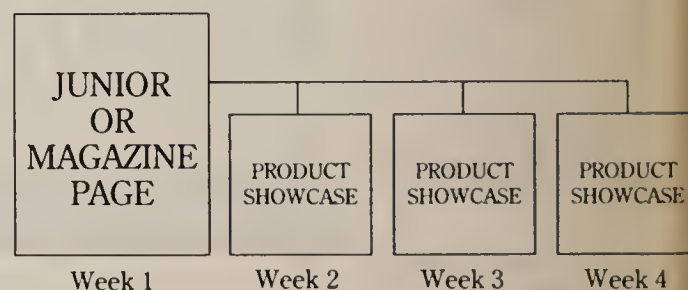 JUNIOR
OR
MAGAZINE
PAGE
PRODUCT
SHOWCASE
PRODUCT
SHOWCASE
PRODUCT
SHOWCASE
Week 1
Week 2
Week 3
Week 4